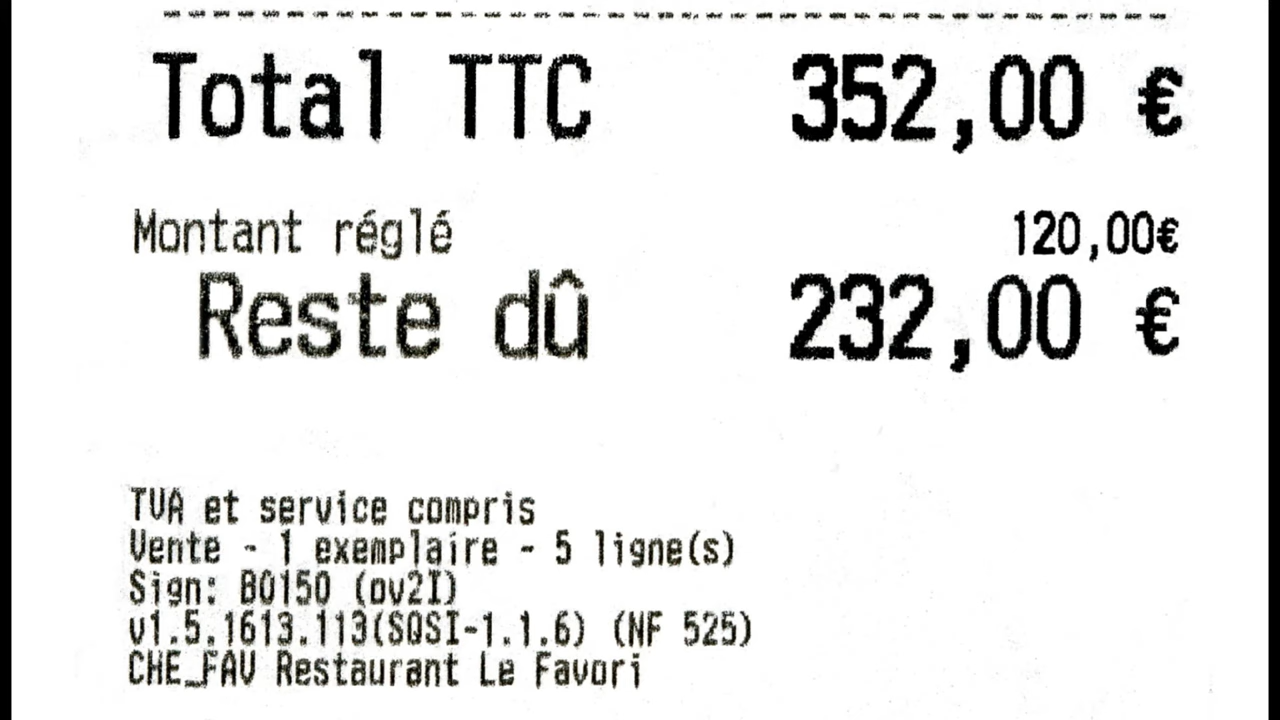 Total TTC 352,00 €
Montant réglé 120,00€
Reste dû 232,00 €
TVA et service compris
Vente - 1 exemplaire - 5 ligne(s)
Sign: B0150 (ov2I)
v1.5.1613.113(SQSI-1.1.6) (NF 525)
CHE_FAV Restaurant Le Favori